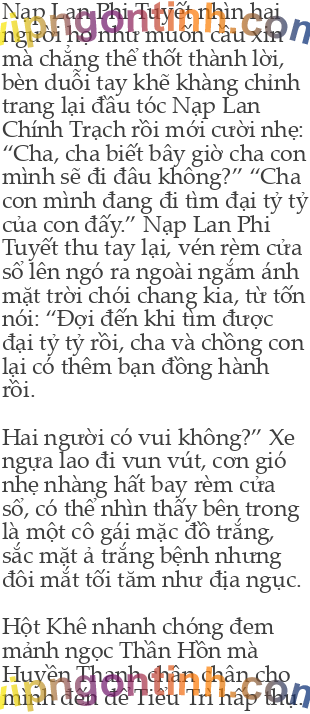 Nạp Lan Phi Tuyết nhìn hai
người họ như muốn cầu xin
mà chẳng thể thốt thành lời,
bèn duỗi tay khẽ khàng chỉnh
trang lại đầu tóc Nạp Lan
Chính Trạch rồi mới cười nhẹ:
“Cha, cha biết bây giờ cha con
mình sẽ đi đâu không?” “Cha
con mình đang đi tìm đại tỷ tỷ
của con đấy.” Nạp Lan Phi
Tuyết thu tay lại, vén rèm cửa
sổ lên ngó ra ngoài ngắm ánh
mặt trời chói chang kia, từ tốn
nói: “Đợi đến khi tìm được
đại tỷ tỷ rồi, cha và chồng con
lại có thêm bạn đồng hành
rồi.
Hai người có vui không?” Xe
ngựa lao đi vun vút, cơn gió
nhẹ nhàng hất bay rèm cửa
sổ, có thể nhìn thấy bên trong
là một cô gái mặc đồ trắng,
sắc mặt ả trắng bệnh nhưng
đôi mắt tối tăm như địa ngục.
Hột Khê nhanh chóng đem
mảnh ngọc Thần Hồn mà
Huyền Thanh chân chân cho
mình đến để Tiểu Trĩ hấp thụ.
vipngontinh.com
vipngontinh.com